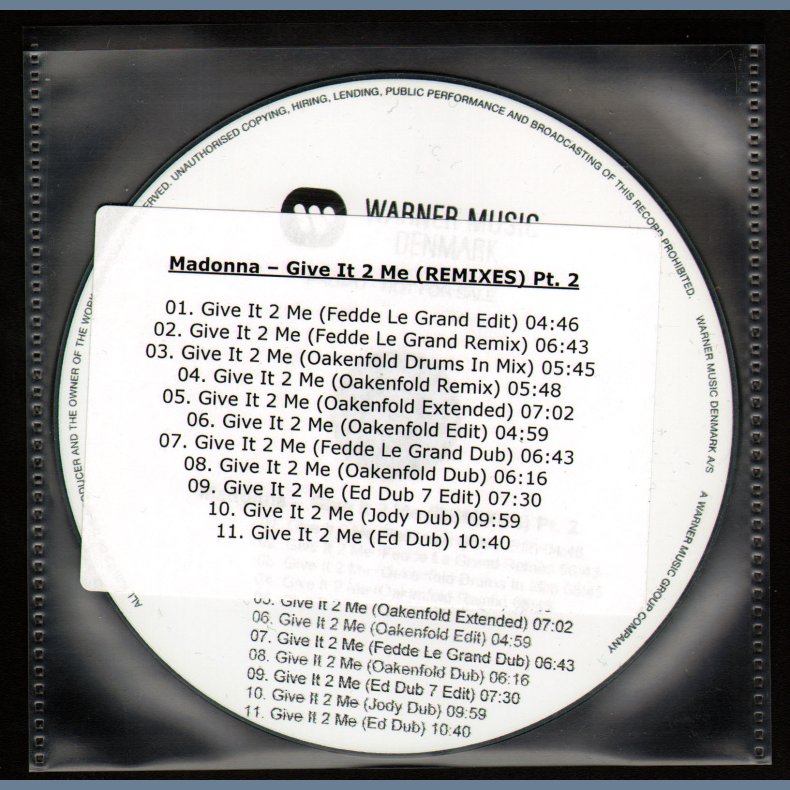 ERVED. UNAUTHORISED COPYING, HIRING, LENDING, PUBLIC PERFORMANCE AND BROADCASTING OF THIS RECORD PROHIBITED.
WARNER MUSIC DENMARK A/S
A WARNER MUSIC GROUP COMPANY
ODUCER AND THE OWNER OF THE WORK
ALL
WARNER MUSIC
DENMARK
Madonna – Give It 2 Me (REMIXES) Pt. 2
01. Give It 2 Me (Fedde Le Grand Edit) 04:46
02. Give It 2 Me (Fedde Le Grand Remix) 06:43
03. Give It 2 Me (Oakenfold Drums In Mix) 05:45
04. Give It 2 Me (Oakenfold Remix) 05:48
05. Give It 2 Me (Oakenfold Extended) 07:02
06. Give It 2 Me (Oakenfold Edit) 04:59
07. Give It 2 Me (Fedde Le Grand Dub) 06:43
08. Give It 2 Me (Oakenfold Dub) 06:16
09. Give It 2 Me (Ed Dub 7 Edit) 07:30
10. Give It 2 Me (Jody Dub) 09:59
11. Give It 2 Me (Ed Dub) 10:40
05. Give It 2 Me (Oakenfold Extended) 07:02
06. Give It 2 Me (Oakenfold Edit) 04:59
07. Give It 2 Me (Fedde Le Grand Dub) 06:43
08. Give It 2 Me (Oakenfold Dub) 06:16
09. Give It 2 Me (Ed Dub 7 Edit) 07:30
10. Give It 2 Me (Jody Dub) 09:59
11. Give It 2 Me (Ed Dub) 10:40